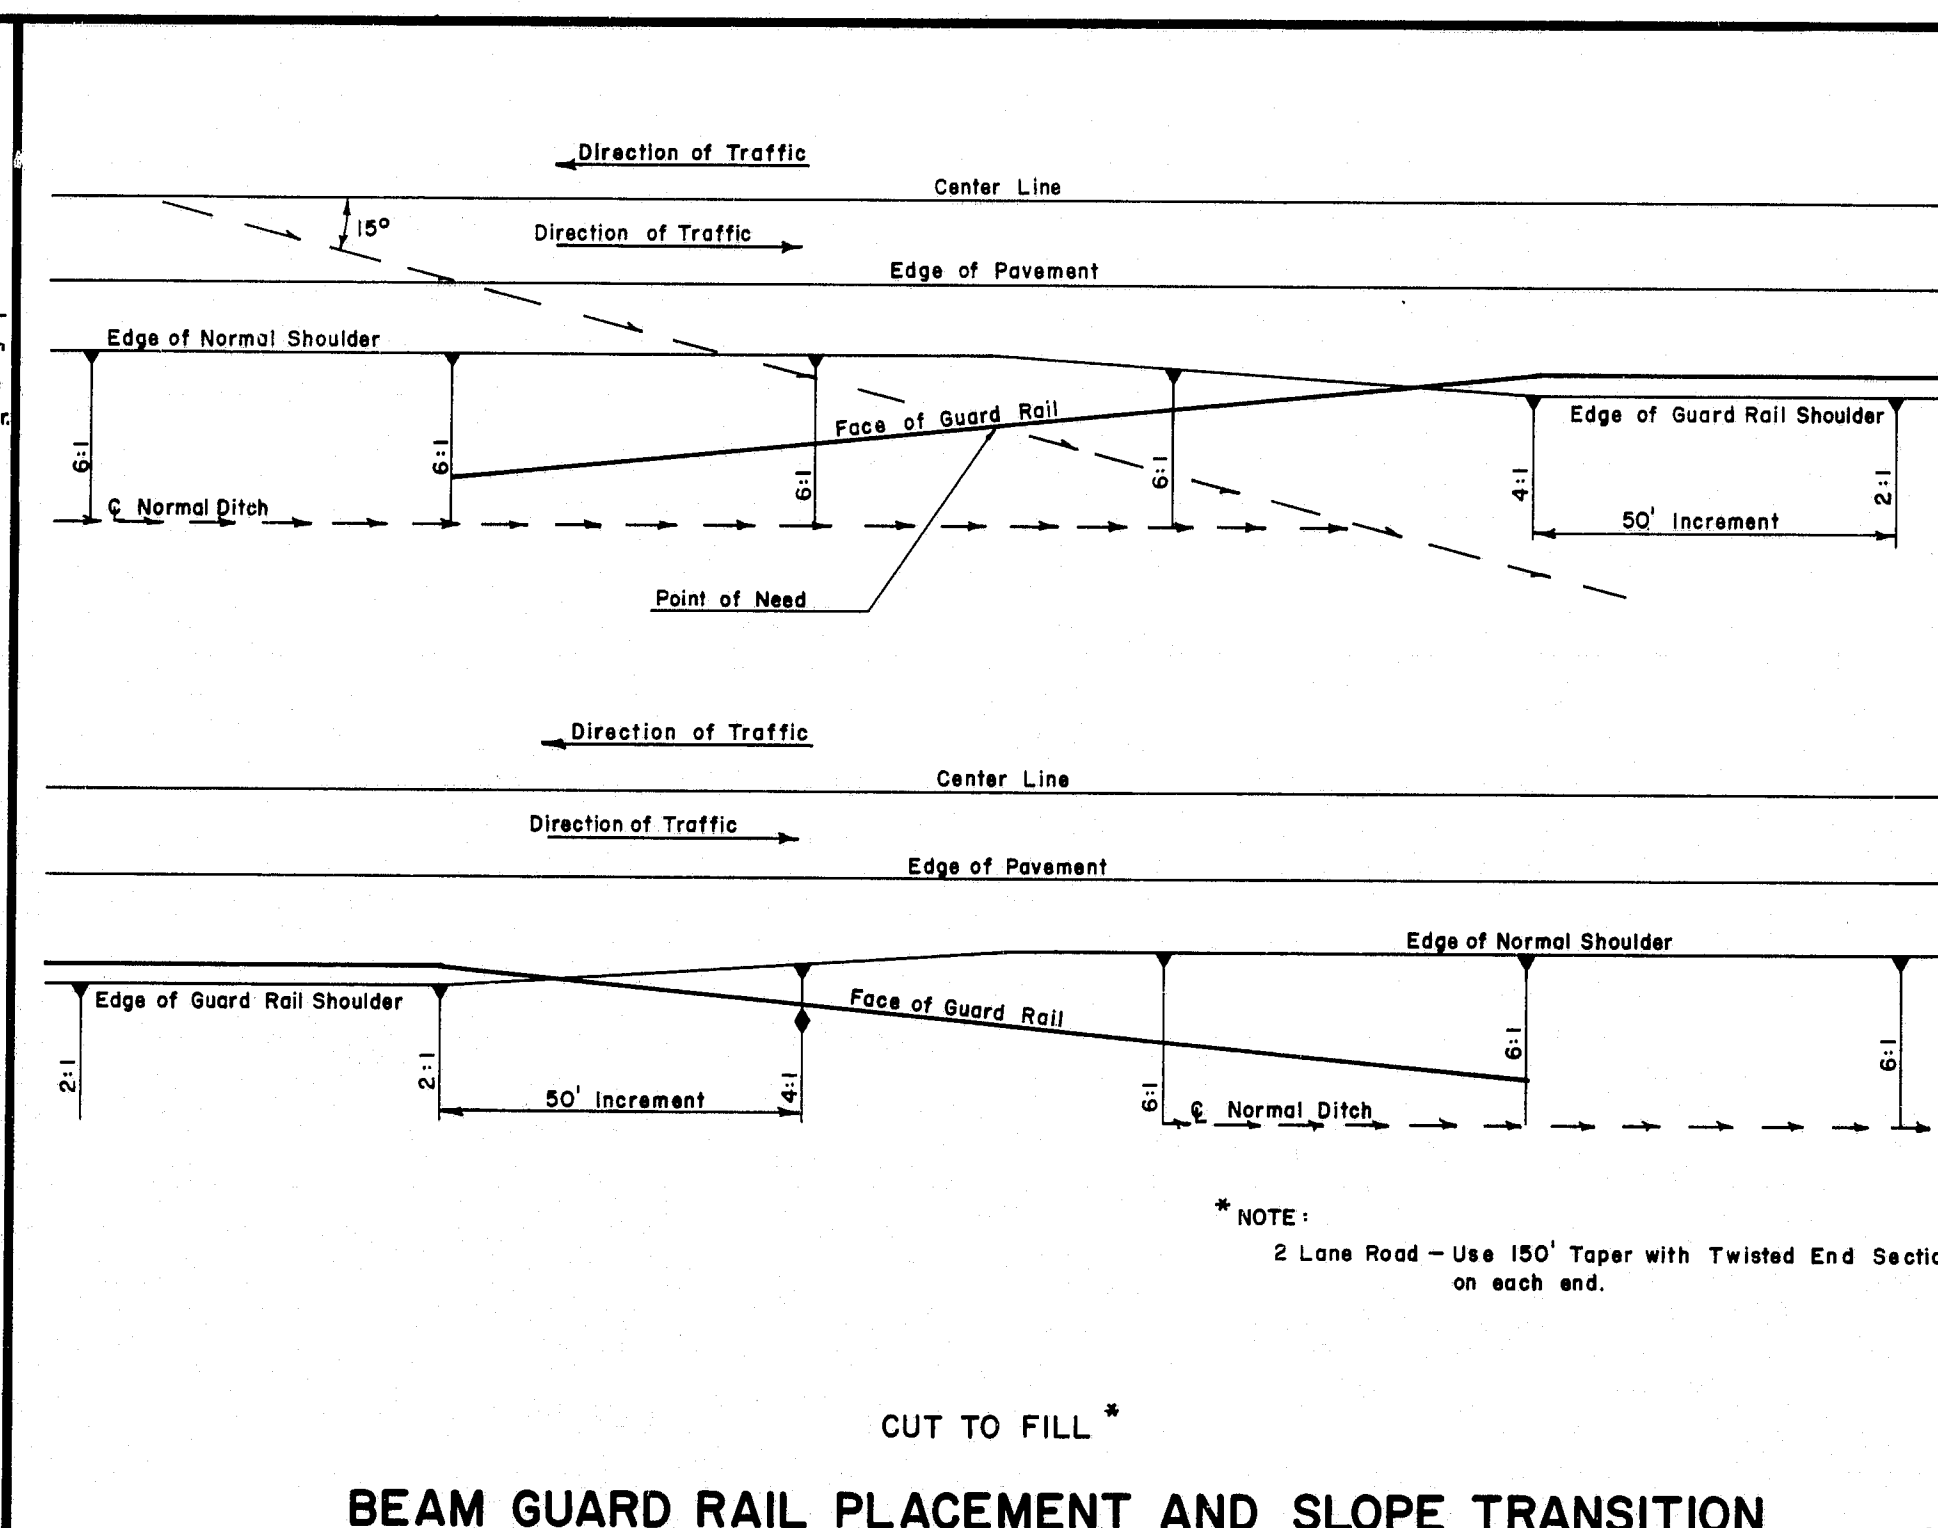 Direction of Traffic
Center Line
15°
Direction of Traffic
Edge of Pavement
Edge of Normal Shoulder
Face of Guard Rail
Edge of Guard Rail Shoulder
6:1
6:1
6:1
6:1
4:1
2:1
℄ Normal Ditch
50' Increment
Point of Need
Direction of Traffic
Center Line
Direction of Traffic
Edge of Pavement
Edge of Normal Shoulder
Edge of Guard Rail Shoulder
Face of Guard Rail
2:1
2:1
4:1
6:1
6:1
6:1
50' Increment
℄ Normal Ditch
* NOTE:
2 Lane Road – Use 150' Taper with Twisted End
on each end.
CUT TO FILL *
BEAM GUARD RAIL PLACEMENT AND SLOPE TRANSITION